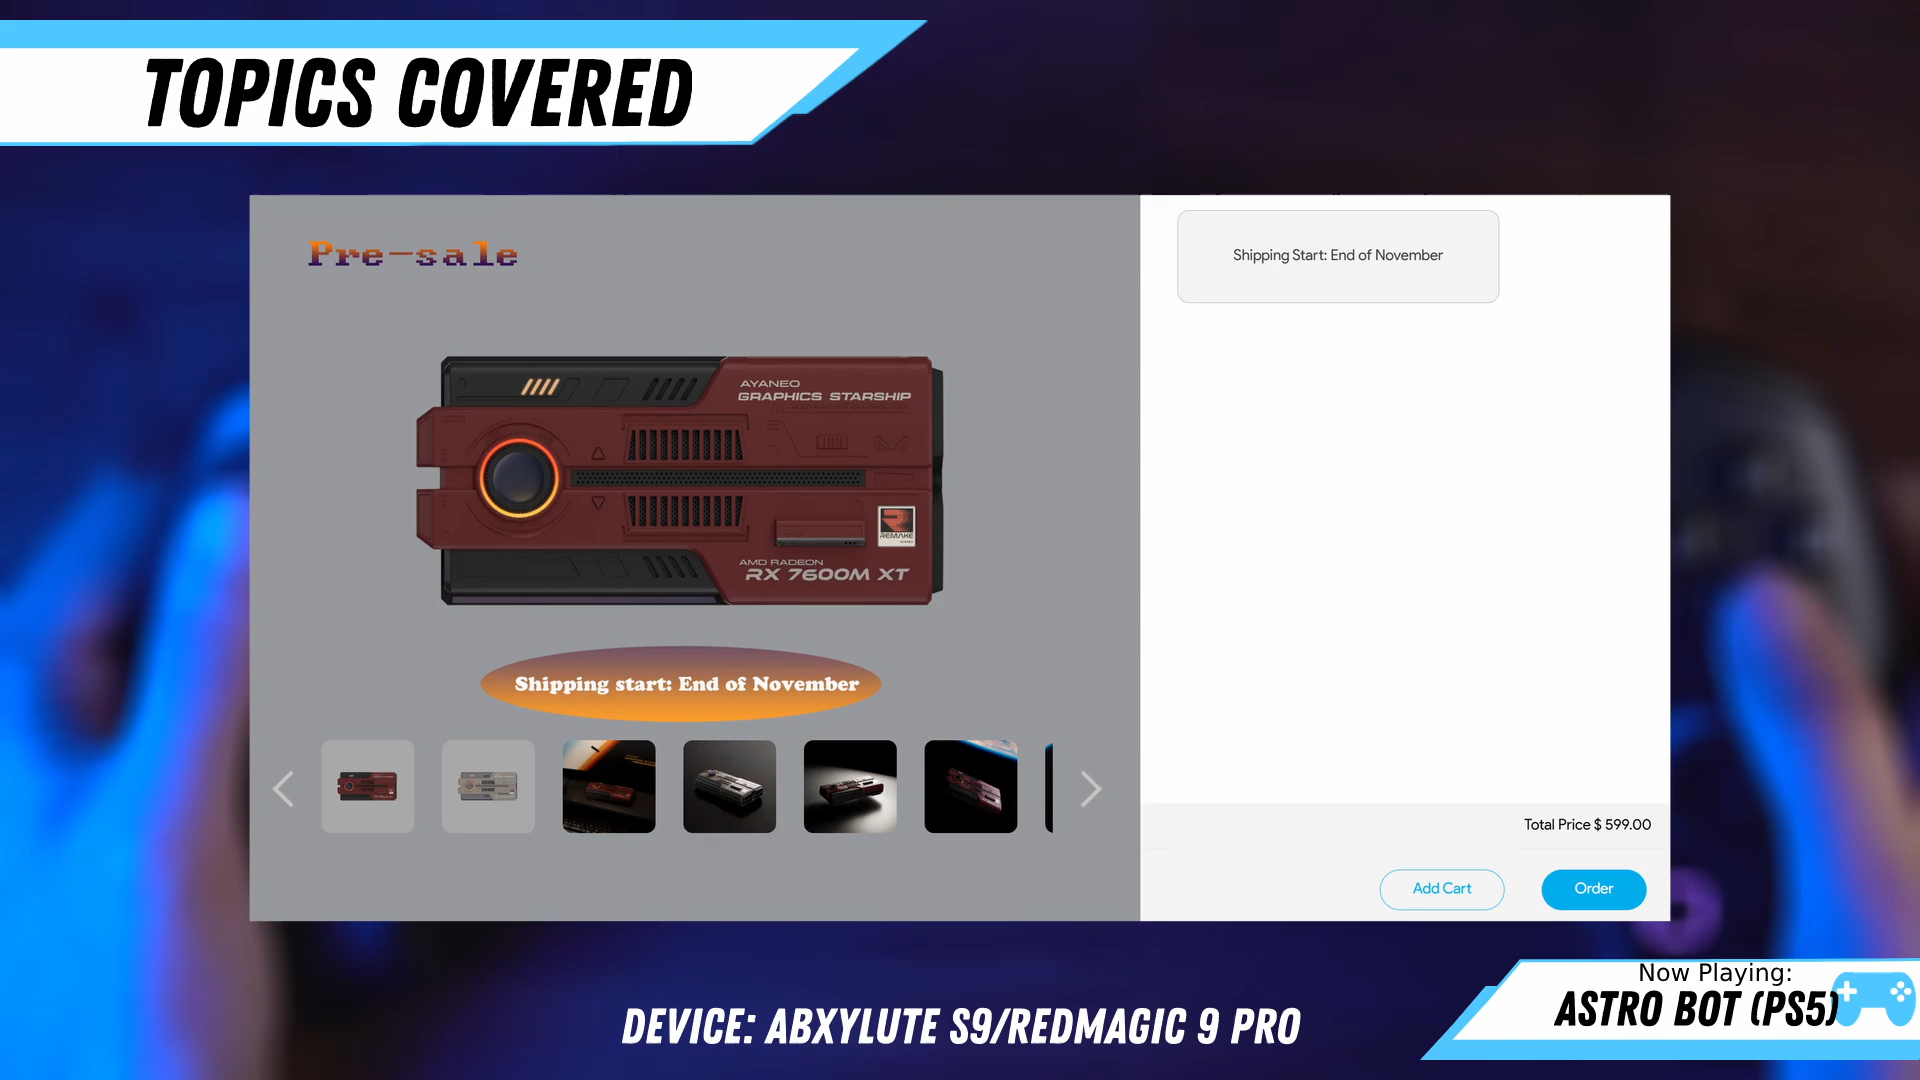 TOPICS COVERED
Pre-sale
Shipping Start: End of November
AYANEO
GRAPHICS STARSHIP
REMAKE
AMD RADEON
RX 7600M XT
Shipping start: End of November
Total Price $ 599.00
Add Cart
Order
Now Playing:
ASTRO BOT (PS5)
DEVICE: ABXYLUTE S9/REDMAGIC 9 PRO